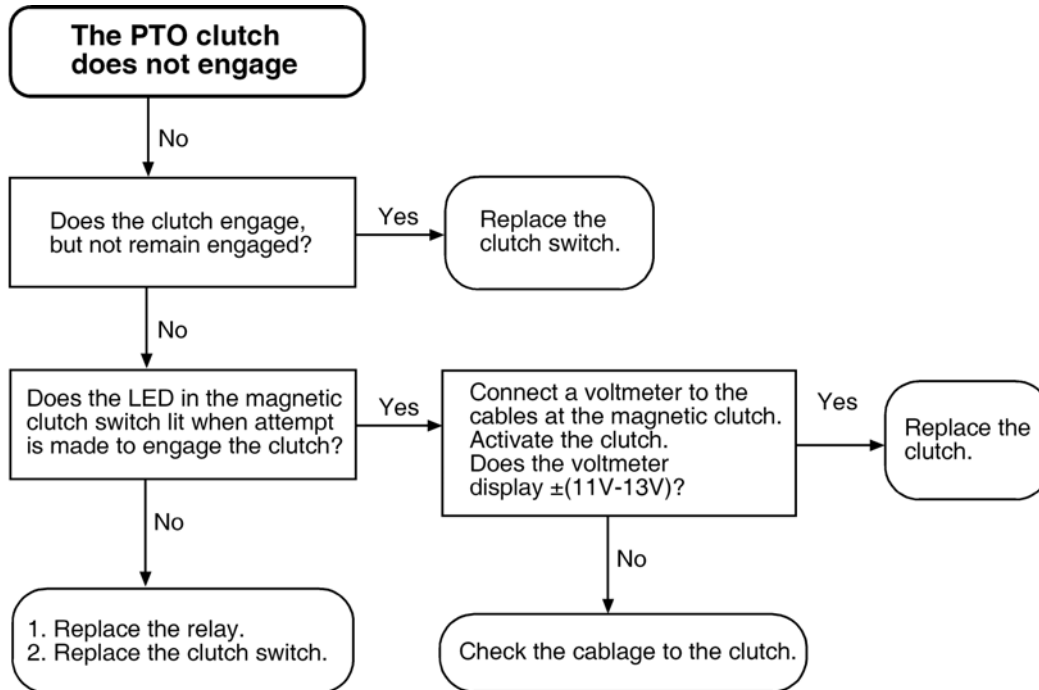 The PTO clutch
does not engage
No
Does the clutch engage,
but not remain engaged?
Yes
Replace the
clutch switch.
No
Does the LED in the magnetic
clutch switch lit when attempt
is made to engage the clutch?
Yes
Connect a voltmeter to the
cables at the magnetic clutch.
Activate the clutch.
Does the voltmeter
display ±(11V-13V)?
Yes
Replace the
clutch.
No
1. Replace the relay.
2. Replace the clutch switch.
No
Check the cablage to the clutch.